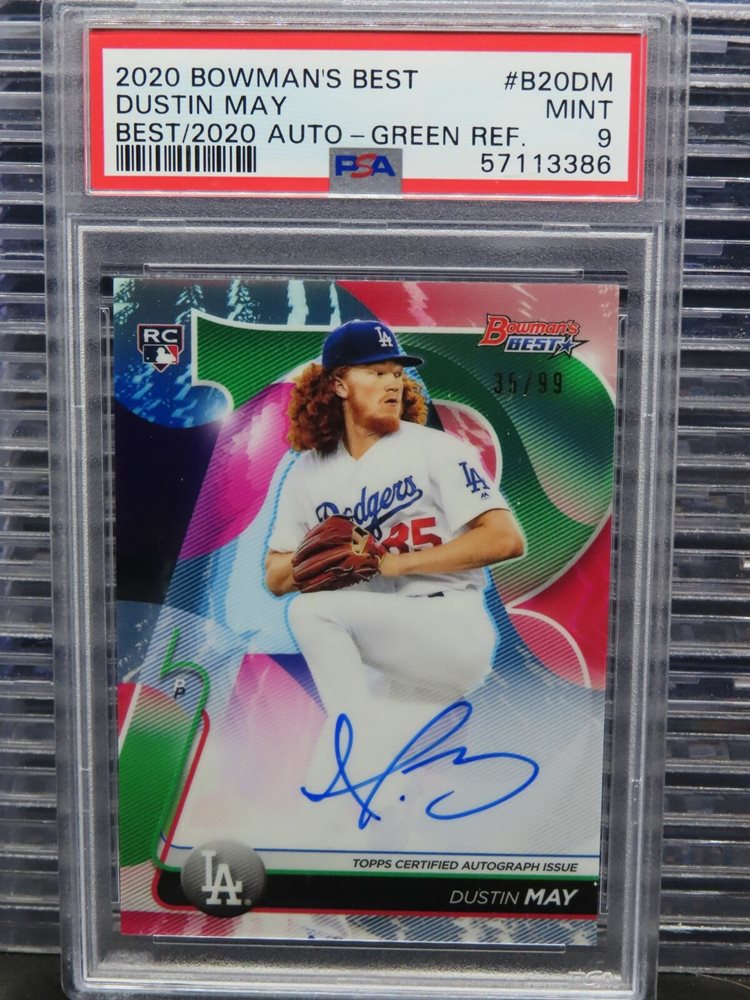 2020 BOWMAN'S BEST #B20DM
DUSTIN MAY MINT
BEST/2020 AUTO - GREEN REF. 9
PSA 57113386
RC
Bowman's
BEST
35/99
LA
LA
Dodgers
85
P
LA
TOPPS CERTIFIED AUTOGRAPH ISSUE
DUSTIN MAY